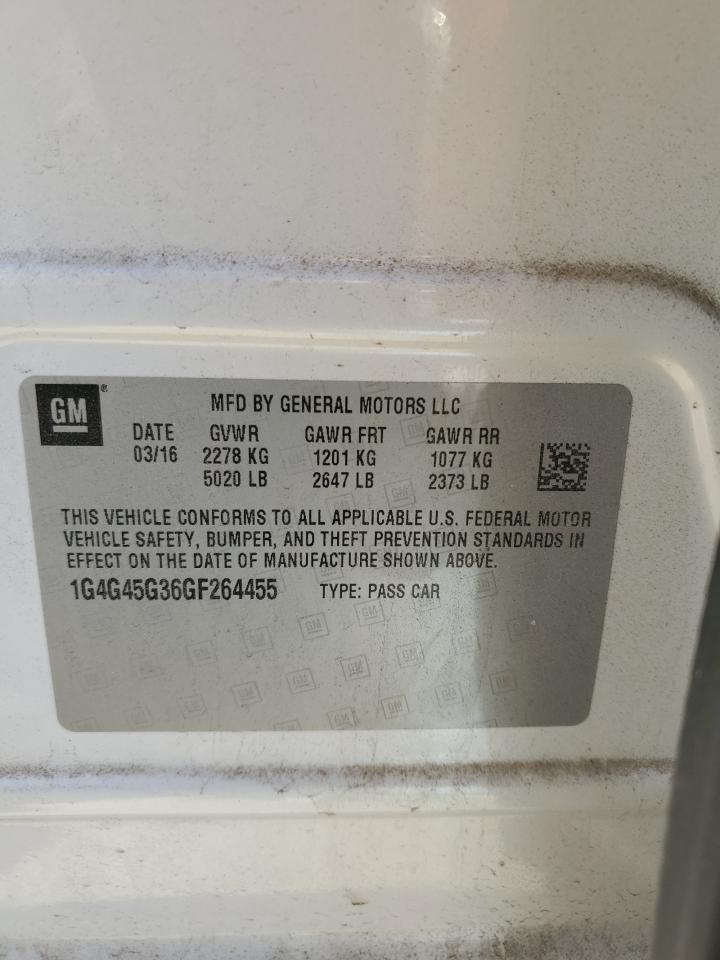 GM ®
MFD BY GENERAL MOTORS LLC
DATE GVWR GAWR FRT GAWR RR
03/16 2278 KG 1201 KG 1077 KG
5020 LB 2647 LB 2373 LB
THIS VEHICLE CONFORMS TO ALL APPLICABLE U.S. FEDERAL MOTOR
VEHICLE SAFETY, BUMPER, AND THEFT PREVENTION STANDARDS IN
EFFECT ON THE DATE OF MANUFACTURE SHOWN ABOVE.
1G4G45G36GF264455 TYPE: PASS CAR